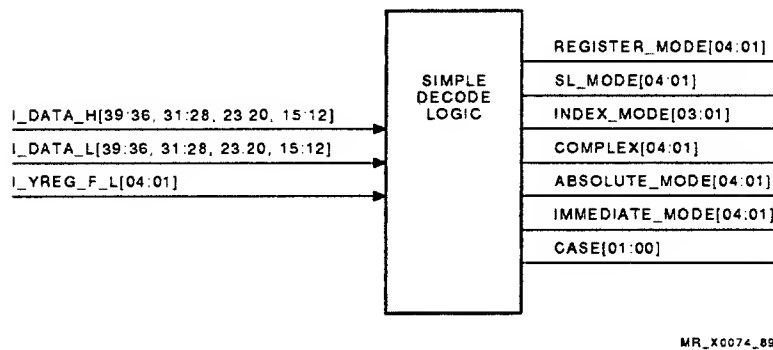 REGISTER_MODE[04:01]
SL_MODE[04:01]
INDEX_MODE[03:01]
COMPLEX[04:01]
ABSOLUTE_MODE[04:01]
IMMEDIATE_MODE[04:01]
CASE[01:00]
SIMPLE
DECODE
LOGIC
I_DATA_H[39:36, 31:28, 23:20, 15:12]
I_DATA_L[39:36, 31:28, 23:20, 15:12]
I_YREG_F_L[04:01]
MR_X0074_89